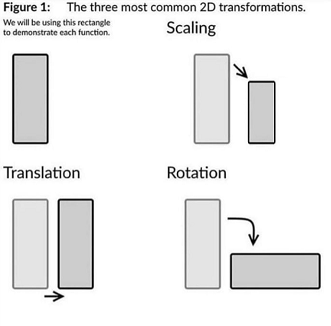 Figure 1: The three most common 2D transformations.
We will be using this rectangle
to demonstrate each function.
Scaling
Translation
Rotation